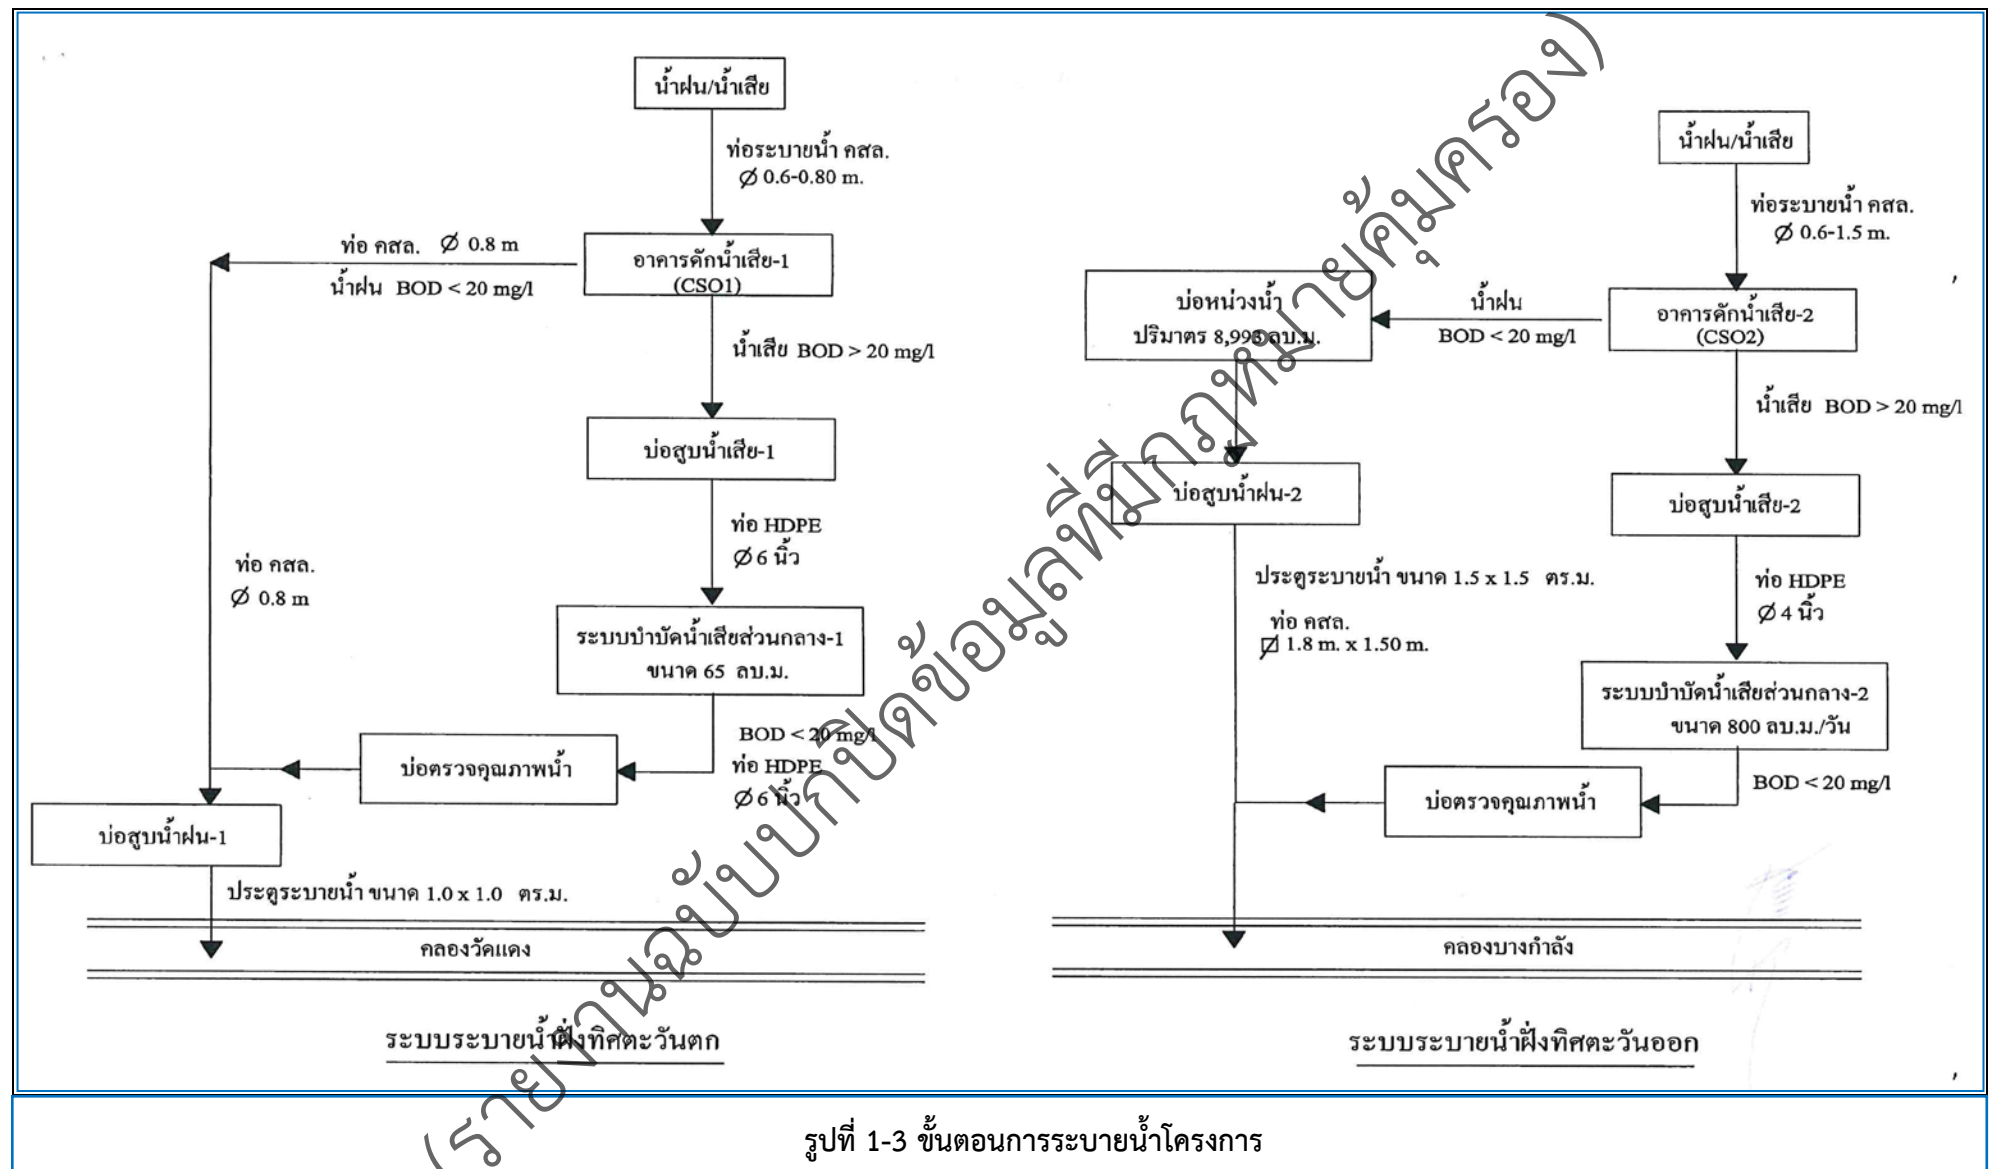 น้ำฝน/น้ำเสีย
ท่อระบายน้ำ คสล.
Ø 0.6-0.80 m.
ท่อ คสล. Ø 0.8 m
น้ำฝน BOD < 20 mg/l
อาคารดักน้ำเสีย-1
(CSO1)
น้ำเสีย BOD > 20 mg/l
บ่อสูบน้ำเสีย-1
ท่อ HDPE
Ø 6 นิ้ว
ท่อ คสล.
Ø 0.8 m
ระบบบำบัดน้ำเสียส่วนกลาง-1
ขนาด 65 ลบ.ม.
BOD < 20 mg/l
ท่อ HDPE
Ø 6 นิ้ว
บ่อตรวจคุณภาพน้ำ
บ่อสูบน้ำฝน-1
ประตูระบายน้ำ ขนาด 1.0 x 1.0 ตร.ม.
คลองวัดแดง
ระบบระบายน้ำฝั่งทิศตะวันตก
น้ำฝน/น้ำเสีย
ท่อระบายน้ำ คสล.
Ø 0.6-1.5 m.
บ่อหน่วงน้ำ
ปริมาตร 8,993 ลบ.ม.
น้ำฝน
BOD < 20 mg/l
อาคารดักน้ำเสีย-2
(CSO2)
น้ำเสีย BOD > 20 mg/l
บ่อสูบน้ำฝน-2
บ่อสูบน้ำเสีย-2
ประตูระบายน้ำ ขนาด 1.5 x 1.5 ตร.ม.
ท่อ คสล.
1.8 m. x 1.50 m.
ท่อ HDPE
Ø 4 นิ้ว
ระบบบำบัดน้ำเสียส่วนกลาง-2
ขนาด 800 ลบ.ม./วัน
BOD < 20 mg/l
บ่อตรวจคุณภาพน้ำ
คลองบางกำลัง
ระบบระบายน้ำฝั่งทิศตะวันออก
(รายงานฉบับปกปิดข้อมูลที่มีกฎหมายคุ้มครอง)
รูปที่ 1-3 ขั้นตอนการระบายน้ำโครงการ